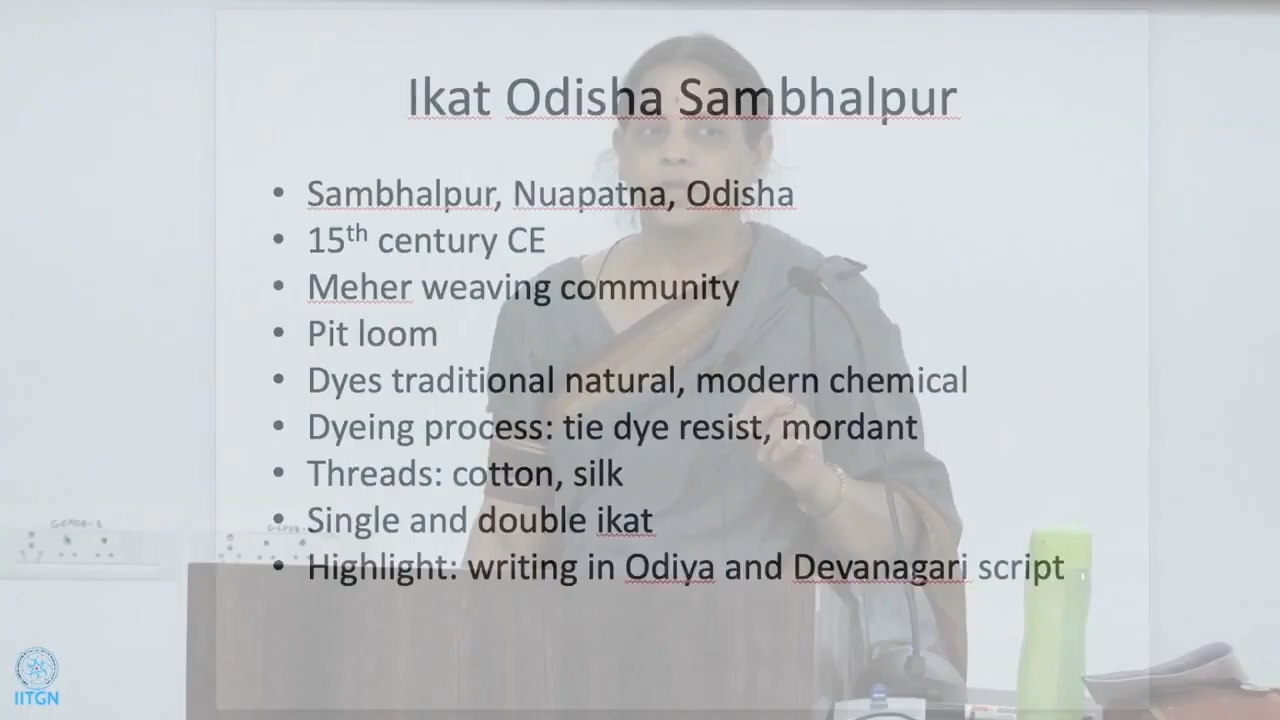 Ikat Odisha Sambhalpur
• Sambhalpur, Nuapatna, Odisha
• 15th century CE
• Meher weaving community
• Pit loom
• Dyes traditional natural, modern chemical
• Dyeing process: tie dye resist, mordant
• Threads: cotton, silk
• Single and double ikat
• Highlight: writing in Odiya and Devanagari script
IITGN